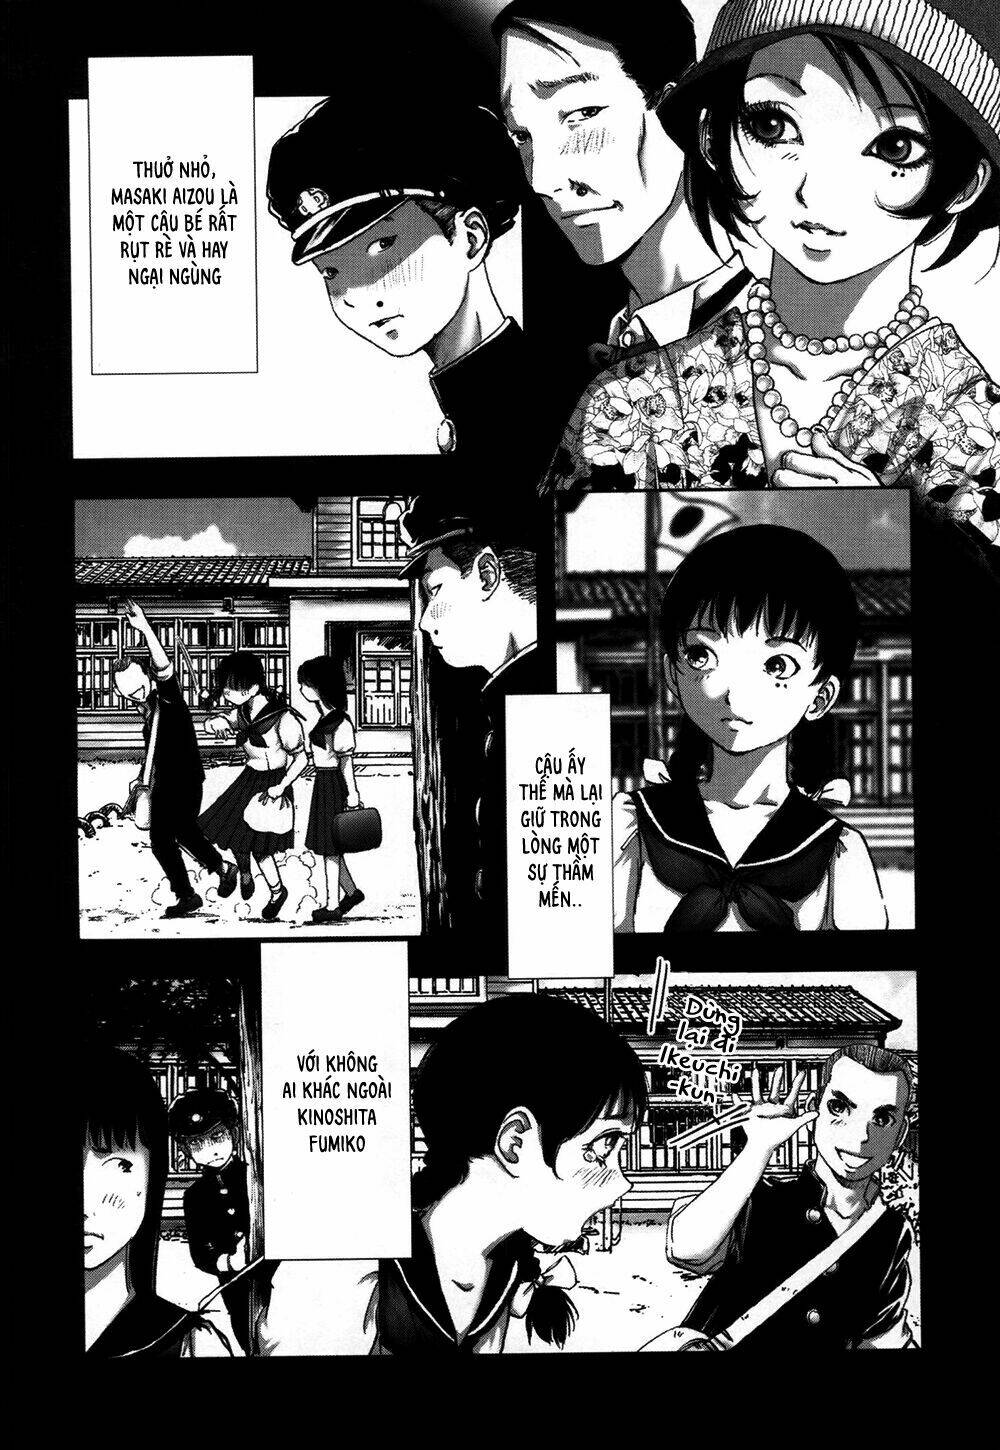 THUỞ NHỎ,
MASAKI AIZOU LÀ
MỘT CẬU BÉ RẤT
RỤT RÈ VÀ HAY
NGẠI NGÙNG
CẬU ẤY
THẾ MÀ LẠI
GIỮ TRONG
LÒNG MỘT
SỰ THẦM
MẾN..
VỚI KHÔNG
AI KHÁC NGOÀI
KINOSHITA
FUMIKO
Dừng
lại đi
Ikeuchi
-kun-